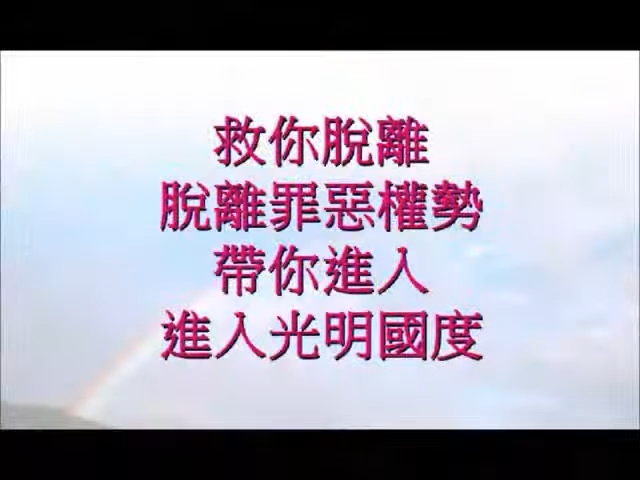 救你脫離
脫離罪惡權勢
帶你進入
進入光明國度